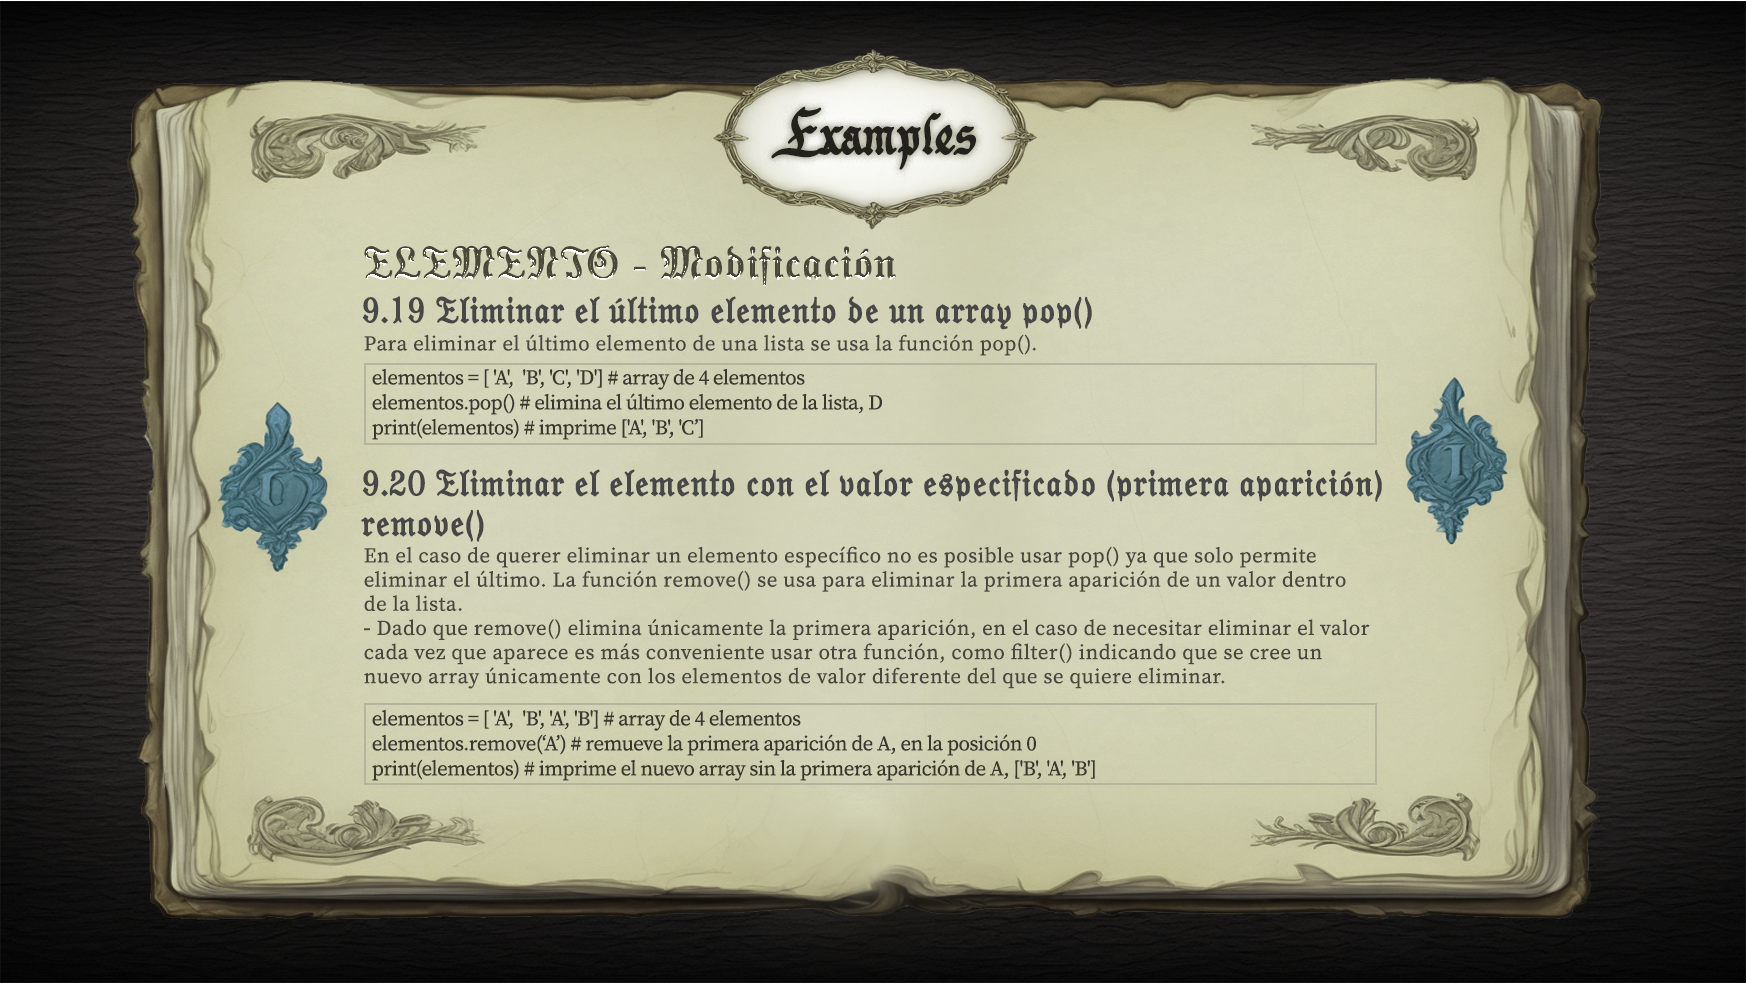 Examples
ELEMENTO - Modificación
9.19 Eliminar el último elemento de un array pop()
Para eliminar el último elemento de una lista se usa la función pop().
elementos = [ 'A',  'B', 'C', 'D'] # array de 4 elementos
elementos.pop() # elimina el último elemento de la lista, D
print(elementos) # imprime ['A', 'B', 'C’]
9.20 Eliminar el elemento con el valor especificado (primera aparición)
remove()
En el caso de querer eliminar un elemento específico no es posible usar pop() ya que solo permite
eliminar el último. La función remove() se usa para eliminar la primera aparición de un valor dentro
de la lista.
- Dado que remove() elimina únicamente la primera aparición, en el caso de necesitar eliminar el valor
cada vez que aparece es más conveniente usar otra función, como filter() indicando que se cree un
nuevo array únicamente con los elementos de valor diferente del que se quiere eliminar.
elementos = [ 'A',  'B', 'A', 'B'] # array de 4 elementos
elementos.remove(‘A’) # remueve la primera aparición de A, en la posición 0
print(elementos) # imprime el nuevo array sin la primera aparición de A, ['B', 'A', 'B']